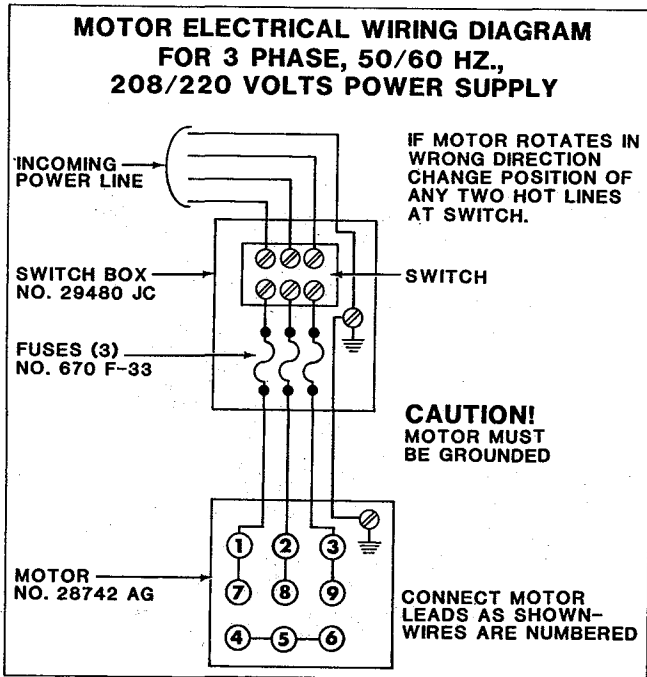 MOTOR ELECTRICAL WIRING DIAGRAM
FOR 3 PHASE, 50/60 HZ.,
208/220 VOLTS POWER SUPPLY
INCOMING
POWER LINE
IF MOTOR ROTATES IN
WRONG DIRECTION
CHANGE POSITION OF
ANY TWO HOT LINES
AT SWITCH.
SWITCH BOX
NO. 29480 JC
SWITCH
FUSES (3)
NO. 670 F-33
CAUTION!
MOTOR MUST
BE GROUNDED
MOTOR
NO. 28742 AG
1 2 3
7 8 9
4 5 6
CONNECT MOTOR
LEADS AS SHOWN-
WIRES ARE NUMBERED